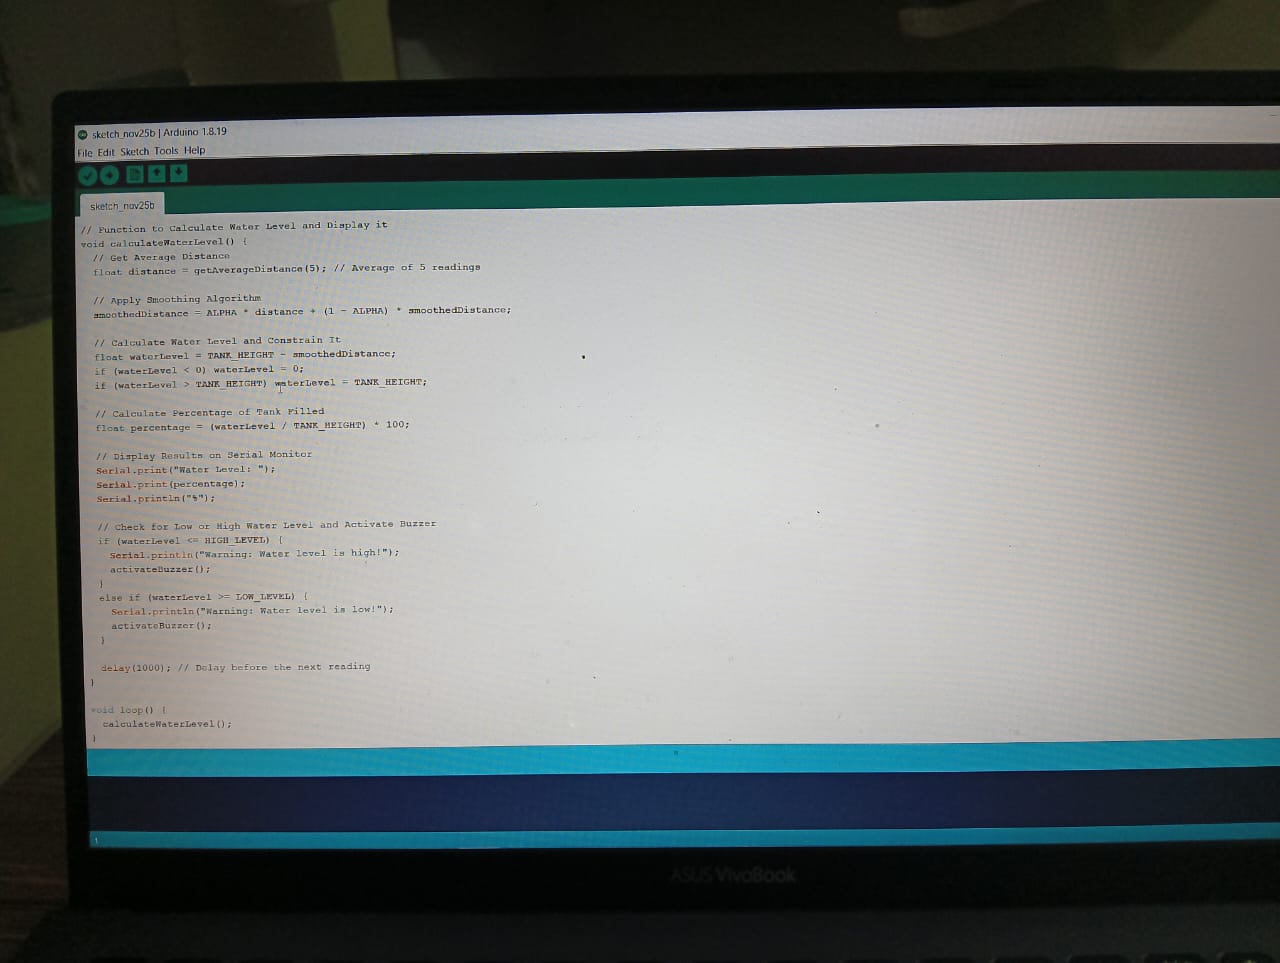 sketch_nov25b | Arduino 1.8.19
File Edit Sketch Tools Help
sketch_nov25b
// Function to Calculate Water Level and Display it
void calculateWaterLevel() {
// Get Average Distance
float distance = getAverageDistance(5); // Average of 5 readings
// Apply Smoothing Algorithm
smoothedDistance = ALPHA * distance + (1 - ALPHA) * smoothedDistance;
// Calculate Water Level and Constrain It
float waterLevel = TANK_HEIGHT - smoothedDistance;
if (waterLevel < 0) waterLevel = 0;
if (waterLevel > TANK_HEIGHT) waterLevel = TANK_HEIGHT;
// Calculate Percentage of Tank Filled
float percentage = (waterLevel / TANK_HEIGHT) * 100;
// Display Results on Serial Monitor
Serial.print("Water Level: ");
Serial.print(percentage);
Serial.println("%");
// Check for Low or High Water Level and Activate Buzzer
if (waterLevel <= HIGH_LEVEL) {
Serial.println("Warning: Water level is high!");
activateBuzzer();
}
else if (waterLevel >= LOW_LEVEL) {
Serial.println("Warning: Water level is low!");
activateBuzzer();
}
delay(1000); // Delay before the next reading
}
void loop() {
calculateWaterLevel();
}
1
ASUS VivoBook